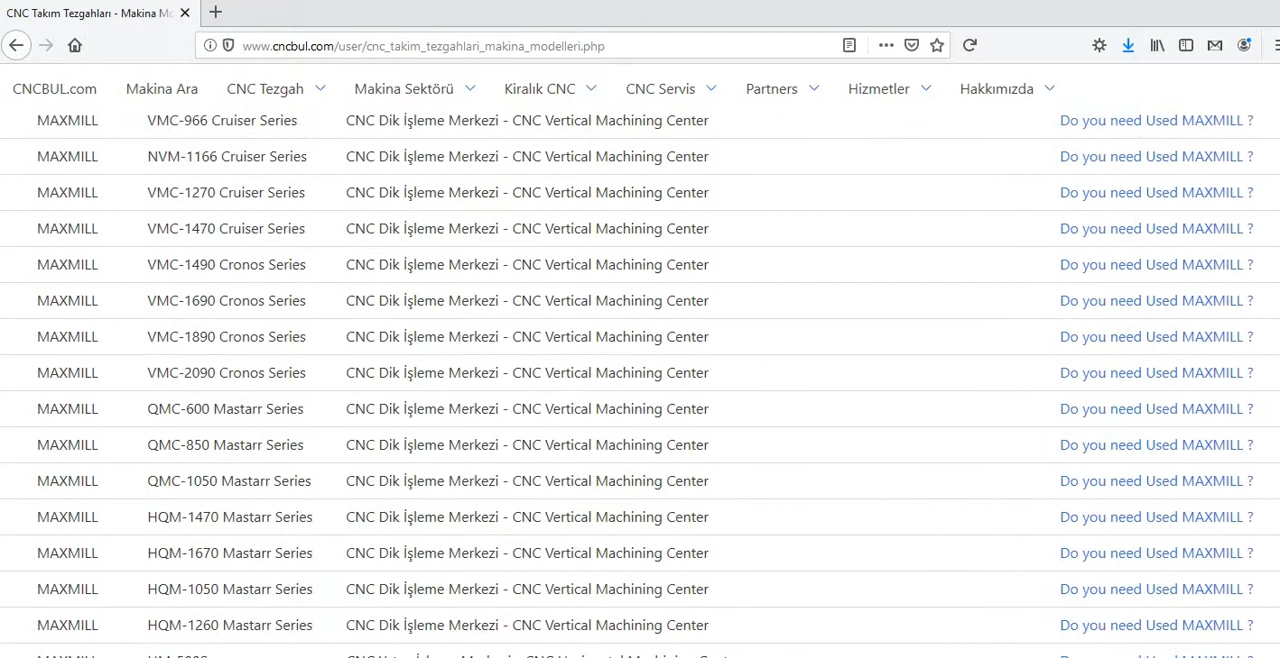 CNC Takım Tezgahları - Makina Mo
www.cncbul.com/user/cnc_takim_tezgahlari_makina_modelleri.php
CNCBUL.com Makina Ara CNC Tezgah Makina Sektörü Kiralık CNC CNC Servis Partners Hizmetler Hakkımızda
MAXMILL VMC-966 Cruiser Series CNC Dik İşleme Merkezi - CNC Vertical Machining Center Do you need Used MAXMILL ?
MAXMILL NVM-1166 Cruiser Series CNC Dik İşleme Merkezi - CNC Vertical Machining Center Do you need Used MAXMILL ?
MAXMILL VMC-1270 Cruiser Series CNC Dik İşleme Merkezi - CNC Vertical Machining Center Do you need Used MAXMILL ?
MAXMILL VMC-1470 Cruiser Series CNC Dik İşleme Merkezi - CNC Vertical Machining Center Do you need Used MAXMILL ?
MAXMILL VMC-1490 Cronos Series CNC Dik İşleme Merkezi - CNC Vertical Machining Center Do you need Used MAXMILL ?
MAXMILL VMC-1690 Cronos Series CNC Dik İşleme Merkezi - CNC Vertical Machining Center Do you need Used MAXMILL ?
MAXMILL VMC-1890 Cronos Series CNC Dik İşleme Merkezi - CNC Vertical Machining Center Do you need Used MAXMILL ?
MAXMILL VMC-2090 Cronos Series CNC Dik İşleme Merkezi - CNC Vertical Machining Center Do you need Used MAXMILL ?
MAXMILL QMC-600 Mastarr Series CNC Dik İşleme Merkezi - CNC Vertical Machining Center Do you need Used MAXMILL ?
MAXMILL QMC-850 Mastarr Series CNC Dik İşleme Merkezi - CNC Vertical Machining Center Do you need Used MAXMILL ?
MAXMILL QMC-1050 Mastarr Series CNC Dik İşleme Merkezi - CNC Vertical Machining Center Do you need Used MAXMILL ?
MAXMILL HQM-1470 Mastarr Series CNC Dik İşleme Merkezi - CNC Vertical Machining Center Do you need Used MAXMILL ?
MAXMILL HQM-1670 Mastarr Series CNC Dik İşleme Merkezi - CNC Vertical Machining Center Do you need Used MAXMILL ?
MAXMILL HQM-1050 Mastarr Series CNC Dik İşleme Merkezi - CNC Vertical Machining Center Do you need Used MAXMILL ?
MAXMILL HQM-1260 Mastarr Series CNC Dik İşleme Merkezi - CNC Vertical Machining Center Do you need Used MAXMILL ?